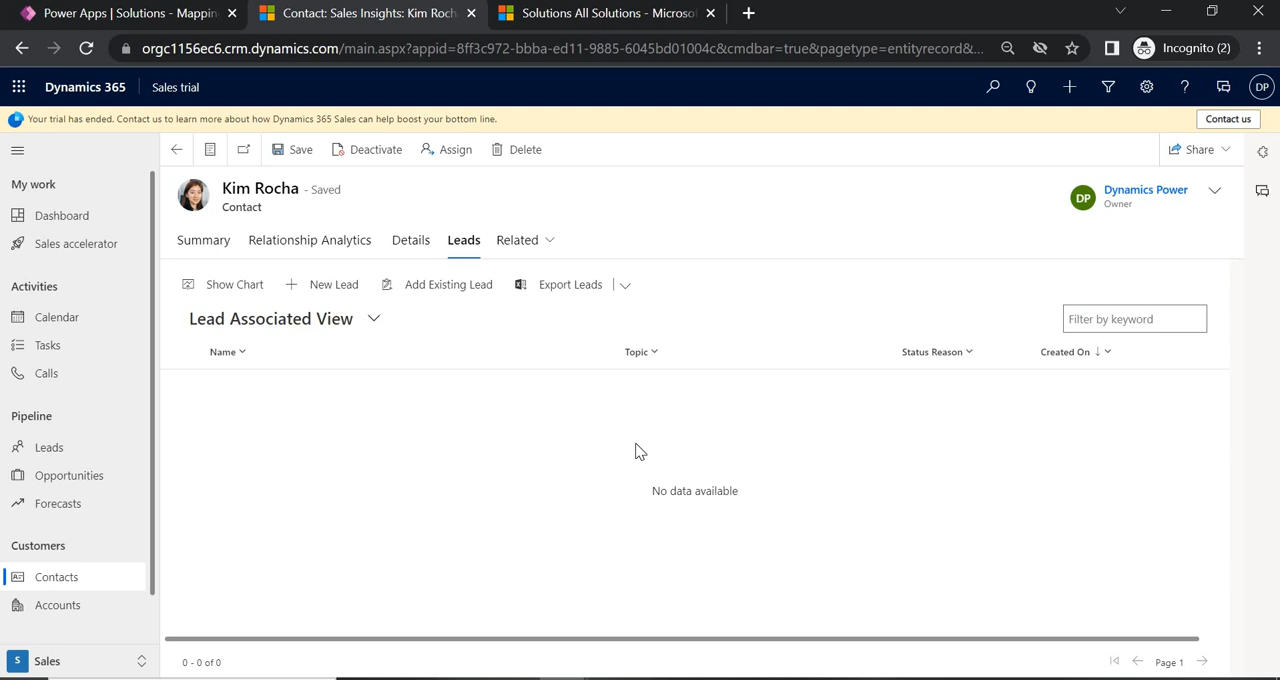 Power Apps | Solutions - Mappin
Contact: Sales Insights: Kim Roch
Solutions All Solutions - Microsof
orgc1156ec6.crm.dynamics.com/main.aspx?appid=8ff3c972-bbba-ed11-9885-6045bd01004c&cmdbar=true&pagetype=entityrecord&...
Incognito (2)
Dynamics 365
Sales trial
DP
Your trial has ended. Contact us to learn more about how Dynamics 365 Sales can help boost your bottom line.
Contact us
Save
Deactivate
Assign
Delete
Share
My work
Dashboard
Sales accelerator
Activities
Calendar
Tasks
Calls
Pipeline
Leads
Opportunities
Forecasts
Customers
Contacts
Accounts
S Sales
Kim Rocha - Saved
Contact
DP
Dynamics Power
Owner
Summary
Relationship Analytics
Details
Leads
Related
Show Chart
New Lead
Add Existing Lead
Export Leads
Lead Associated View
Filter by keyword
Name
Topic
Status Reason
Created On
No data available
0 - 0 of 0
Page 1